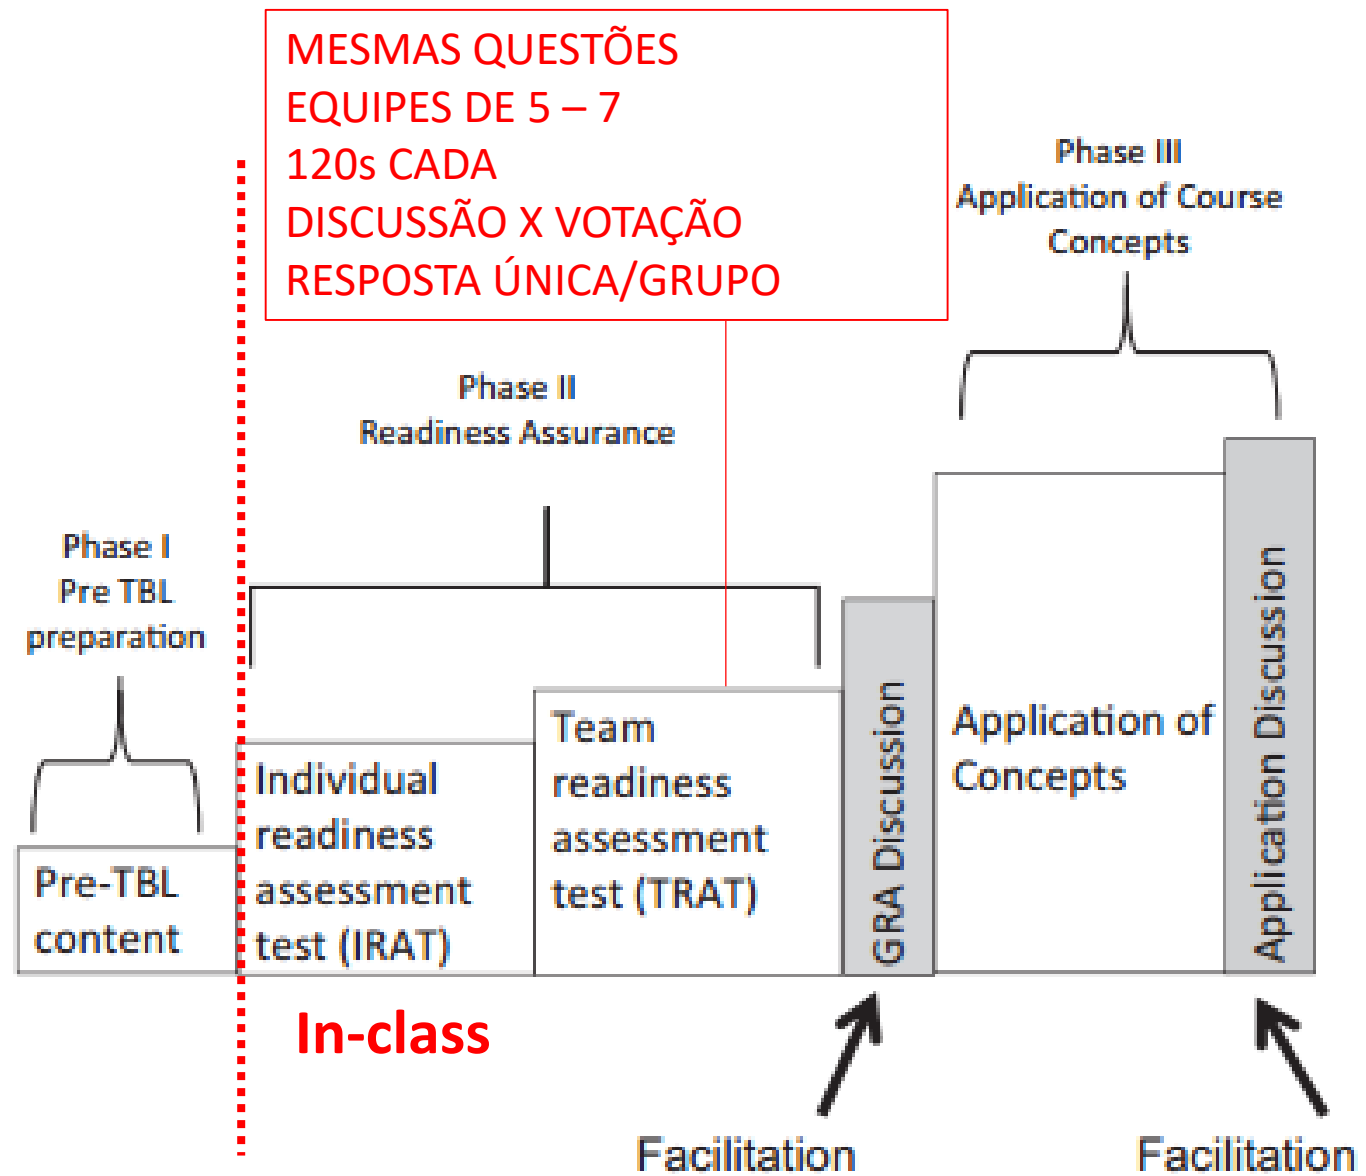 MESMAS QUESTÕES
EQUIPES DE 5 – 7
120s CADA
DISCUSSÃO X VOTAÇÃO
RESPOSTA ÚNICA/GRUPO
Phase III
Application of Course
Concepts
Phase II
Readiness Assurance
Phase I
Pre TBL
preparation
Pre-TBL
content
Individual
readiness
assessment
test (IRAT)
Team
readiness
assessment
test (TRAT)
GRA Discussion
Application of
Concepts
Application Discussion
In-class
Facilitation
Facilitation